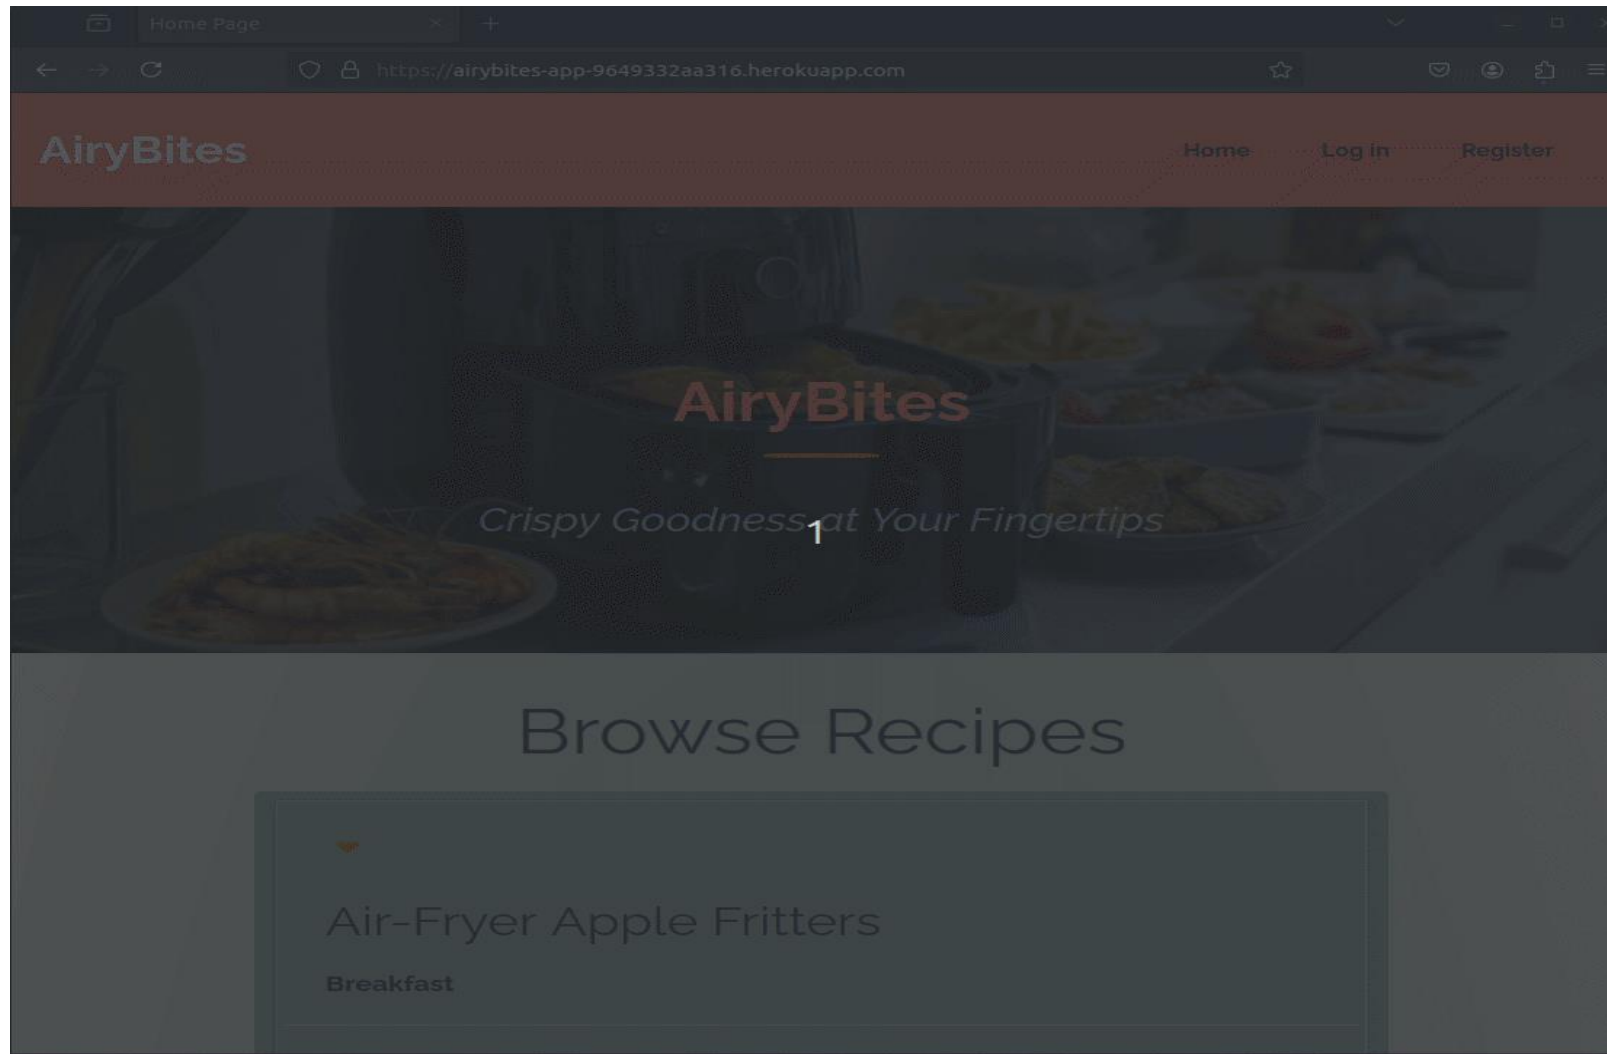 Home Page
https://airybites-app-9649332aa316.herokuapp.com
AiryBites
Home Log in Register
AiryBites
Crispy Goodness at Your Fingertips
1
Browse Recipes
Air-Fryer Apple Fritters
Breakfast